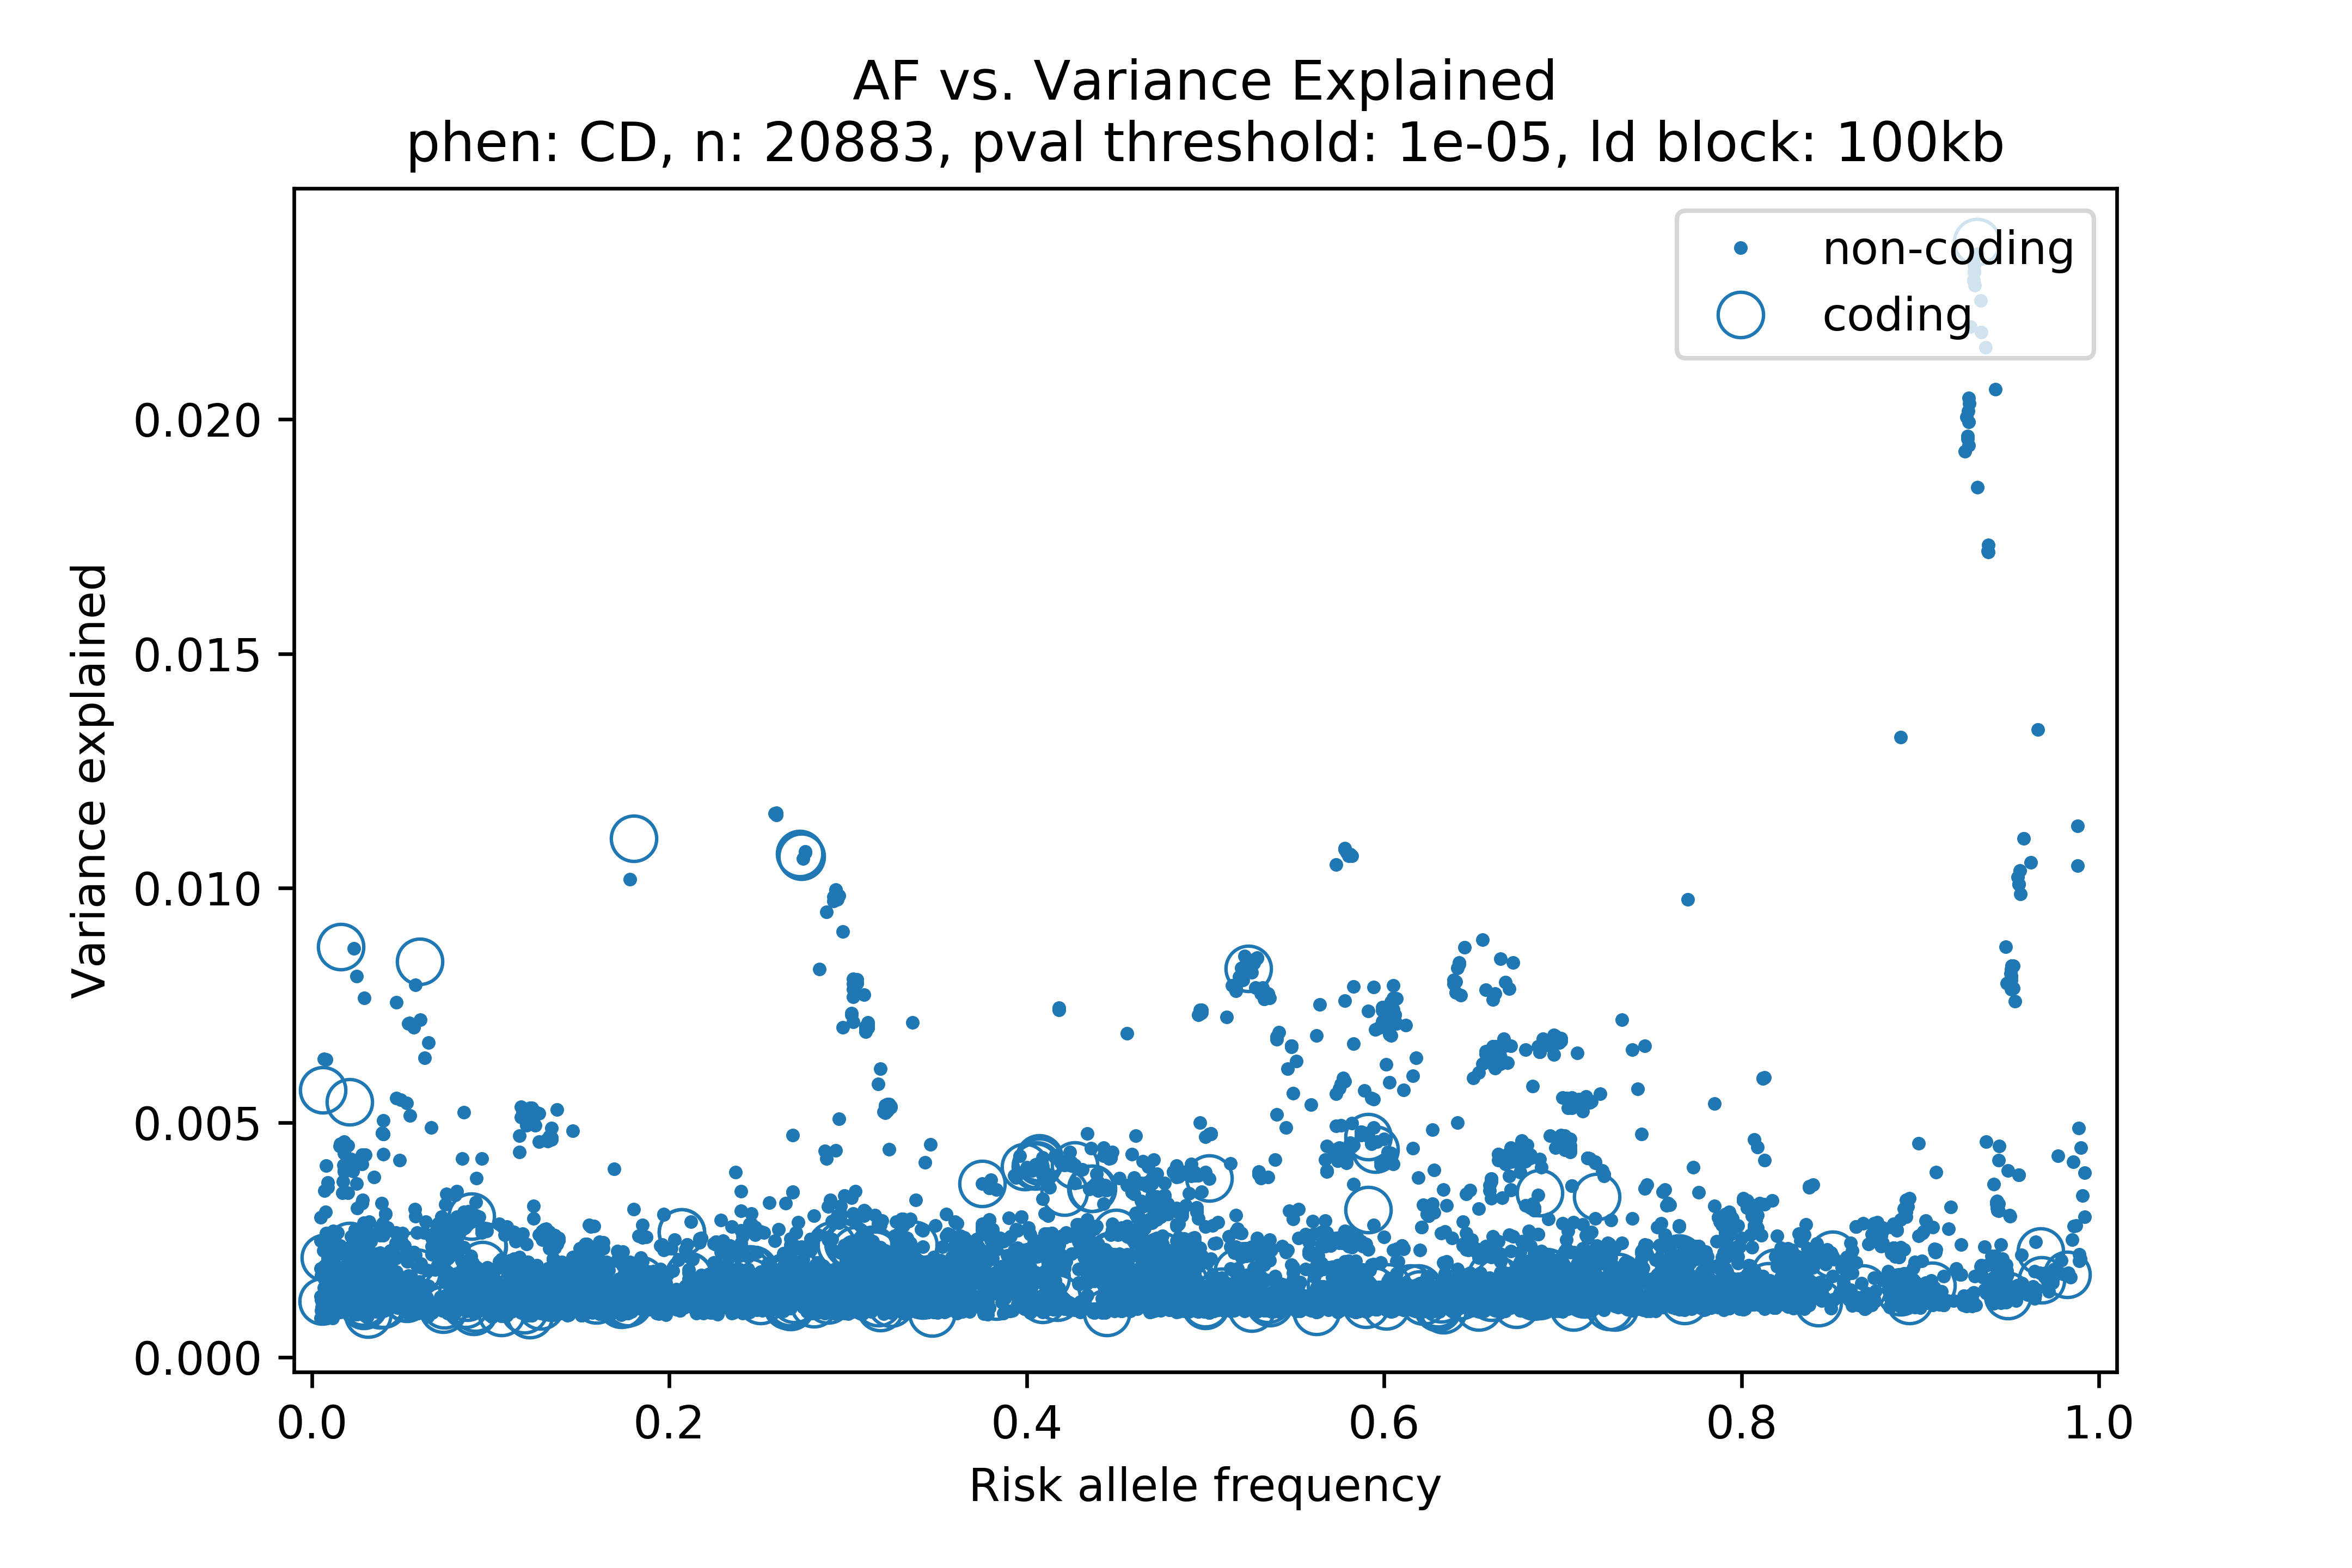 AF vs. Variance Explained
phen: CD, n: 20883, pval threshold: 1e-05, ld block: 100kb
non-coding
coding
0.020
0.015
0.010
0.005
0.000
Variance explained
0.0 0.2 0.4 0.6 0.8 1.0
Risk allele frequency